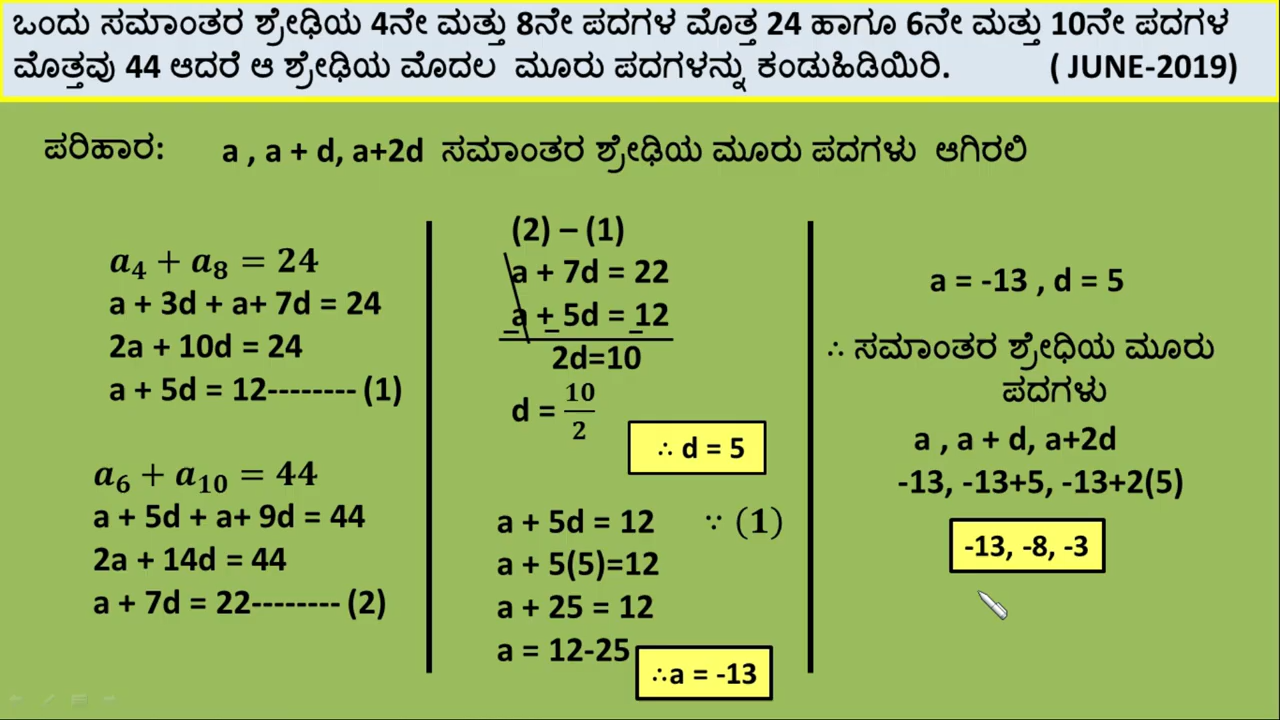 ಒಂದು ಸಮಾಂತರ ಶ್ರೇಢಿಯ 4ನೇ ಮತ್ತು 8ನೇ ಪದಗಳ ಮೊತ್ತ 24 ಹಾಗೂ 6ನೇ ಮತ್ತು 10ನೇ ಪದಗಳ
ಮೊತ್ತವು 44 ಆದರೆ ಆ ಶ್ರೇಢಿಯ ಮೊದಲ ಮೂರು ಪದಗಳನ್ನು ಕಂಡುಹಿಡಿಯಿರಿ. ( JUNE-2019)
ಪರಿಹಾರ: a , a + d, a+2d ಸಮಾಂತರ ಶ್ರೇಢಿಯ ಮೂರು ಪದಗಳು ಆಗಿರಲಿ
a₄ + a₈ = 24
a + 3d + a+ 7d = 24
2a + 10d = 24
a + 5d = 12-------- (1)
a₆ + a₁₀ = 44
a + 5d + a+ 9d = 44
2a + 14d = 44
a + 7d = 22-------- (2)
(2) – (1)
a + 7d = 22
a + 5d = 12
2d=10
d = 10/2
∴ d = 5
a + 5d = 12 ∵ (1)
a + 5(5)=12
a + 25 = 12
a = 12-25
∴a = -13
a = -13 , d = 5
∴ ಸಮಾಂತರ ಶ್ರೇಧಿಯ ಮೂರು
ಪದಗಳು
a , a + d, a+2d
-13, -13+5, -13+2(5)
-13, -8, -3